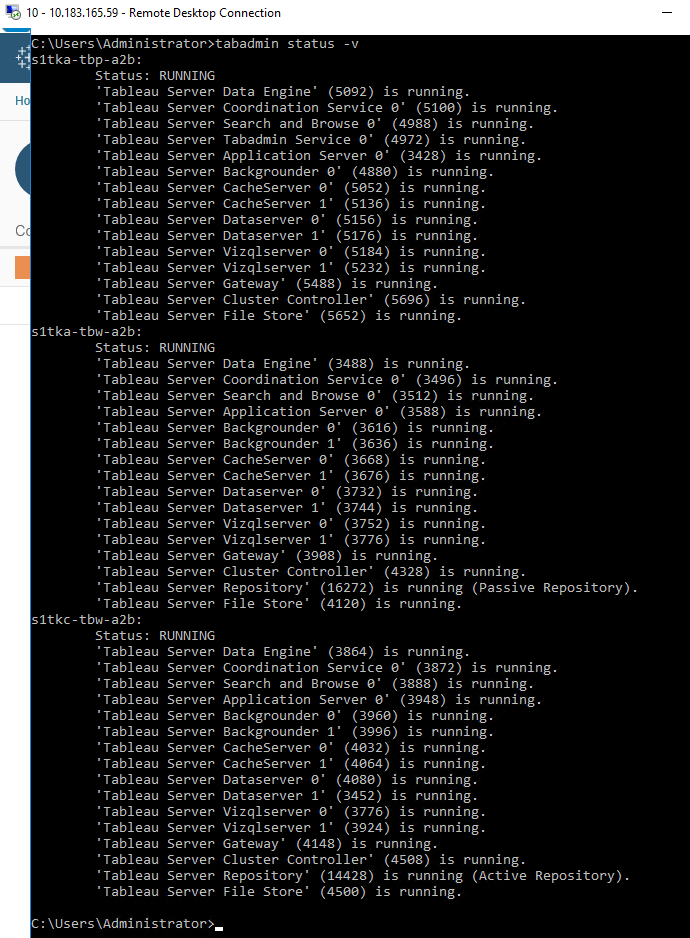 10 - 10.183.165.59 - Remote Desktop Connection
C:\Users\Administrator>tabadmin status -v
s1tka-tbp-a2b:
Status: RUNNING
'Tableau Server Data Engine' (5092) is running.
'Tableau Server Coordination Service 0' (5100) is running.
'Tableau Server Search and Browse 0' (4988) is running.
'Tableau Server Tabadmin Service 0' (4972) is running.
'Tableau Server Application Server 0' (3428) is running.
'Tableau Server Backgrounder 0' (4880) is running.
'Tableau Server CacheServer 0' (5052) is running.
'Tableau Server CacheServer 1' (5136) is running.
'Tableau Server Dataserver 0' (5156) is running.
'Tableau Server Dataserver 1' (5176) is running.
'Tableau Server Vizqlserver 0' (5184) is running.
'Tableau Server Vizqlserver 1' (5232) is running.
'Tableau Server Gateway' (5488) is running.
'Tableau Server Cluster Controller' (5696) is running.
'Tableau Server File Store' (5652) is running.
s1tka-tbw-a2b:
Status: RUNNING
'Tableau Server Data Engine' (3488) is running.
'Tableau Server Coordination Service 0' (3496) is running.
'Tableau Server Search and Browse 0' (3512) is running.
'Tableau Server Application Server 0' (3588) is running.
'Tableau Server Backgrounder 0' (3616) is running.
'Tableau Server Backgrounder 1' (3636) is running.
'Tableau Server CacheServer 0' (3668) is running.
'Tableau Server CacheServer 1' (3676) is running.
'Tableau Server Dataserver 0' (3732) is running.
'Tableau Server Dataserver 1' (3744) is running.
'Tableau Server Vizqlserver 0' (3752) is running.
'Tableau Server Vizqlserver 1' (3776) is running.
'Tableau Server Gateway' (3908) is running.
'Tableau Server Cluster Controller' (4328) is running.
'Tableau Server Repository' (16272) is running (Passive Repository).
'Tableau Server File Store' (4120) is running.
s1tkc-tbw-a2b:
Status: RUNNING
'Tableau Server Data Engine' (3864) is running.
'Tableau Server Coordination Service 0' (3872) is running.
'Tableau Server Search and Browse 0' (3888) is running.
'Tableau Server Application Server 0' (3948) is running.
'Tableau Server Backgrounder 0' (3960) is running.
'Tableau Server Backgrounder 1' (3996) is running.
'Tableau Server CacheServer 0' (4032) is running.
'Tableau Server CacheServer 1' (4064) is running.
'Tableau Server Dataserver 0' (4080) is running.
'Tableau Server Dataserver 1' (3452) is running.
'Tableau Server Vizqlserver 0' (3776) is running.
'Tableau Server Vizqlserver 1' (3924) is running.
'Tableau Server Gateway' (4148) is running.
'Tableau Server Cluster Controller' (4508) is running.
'Tableau Server Repository' (14428) is running (Active Repository).
'Tableau Server File Store' (4500) is running.
C:\Users\Administrator>
Ho